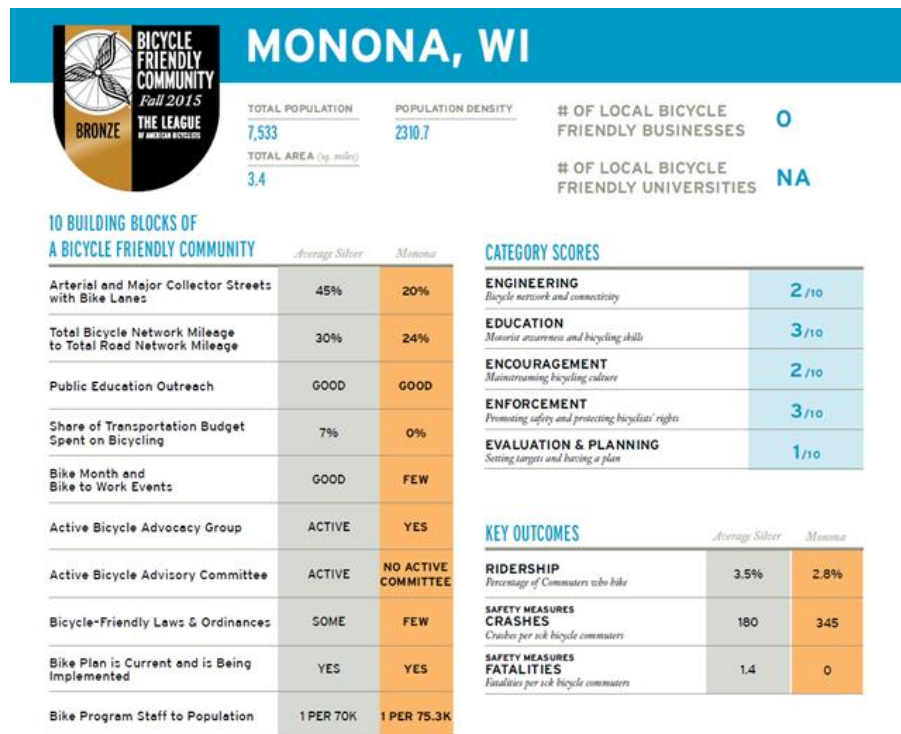 BICYCLE
FRIENDLY
COMMUNITY
Fall 2015
BRONZE
THE LEAGUE
OF AMERICAN BICYCLISTS
MONONA, WI
TOTAL POPULATION
7,533
POPULATION DENSITY
2310.7
TOTAL AREA (sq. miles)
3.4
# OF LOCAL BICYCLE
FRIENDLY BUSINESSES
0
# OF LOCAL BICYCLE
FRIENDLY UNIVERSITIES
NA
10 BUILDING BLOCKS OF
A BICYCLE FRIENDLY COMMUNITY
Average Silver
Monona
Arterial and Major Collector Streets
with Bike Lanes
45%
20%
Total Bicycle Network Mileage
to Total Road Network Mileage
30%
24%
Public Education Outreach
GOOD
GOOD
Share of Transportation Budget
Spent on Bicycling
7%
0%
Bike Month and
Bike to Work Events
GOOD
FEW
Active Bicycle Advocacy Group
ACTIVE
YES
Active Bicycle Advisory Committee
ACTIVE
NO ACTIVE
COMMITTEE
Bicycle-Friendly Laws & Ordinances
SOME
FEW
Bike Plan is Current and is Being
Implemented
YES
YES
Bike Program Staff to Population
1 PER 70K
1 PER 75.3K
CATEGORY SCORES
ENGINEERING
Bicycle network and connectivity
2/10
EDUCATION
Motorist awareness and bicycling skills
3/10
ENCOURAGEMENT
Mainstreaming bicycling culture
2/10
ENFORCEMENT
Promoting safety and protecting bicyclists' rights
3/10
EVALUATION & PLANNING
Setting targets and having a plan
1/10
KEY OUTCOMES
Average Silver
Monona
RIDERSHIP
Percentage of Commuters who bike
3.5%
2.8%
SAFETY MEASURES
CRASHES
Crashes per 10k bicycle commuters
180
345
SAFETY MEASURES
FATALITIES
Fatalities per 10k bicycle commuters
1.4
0